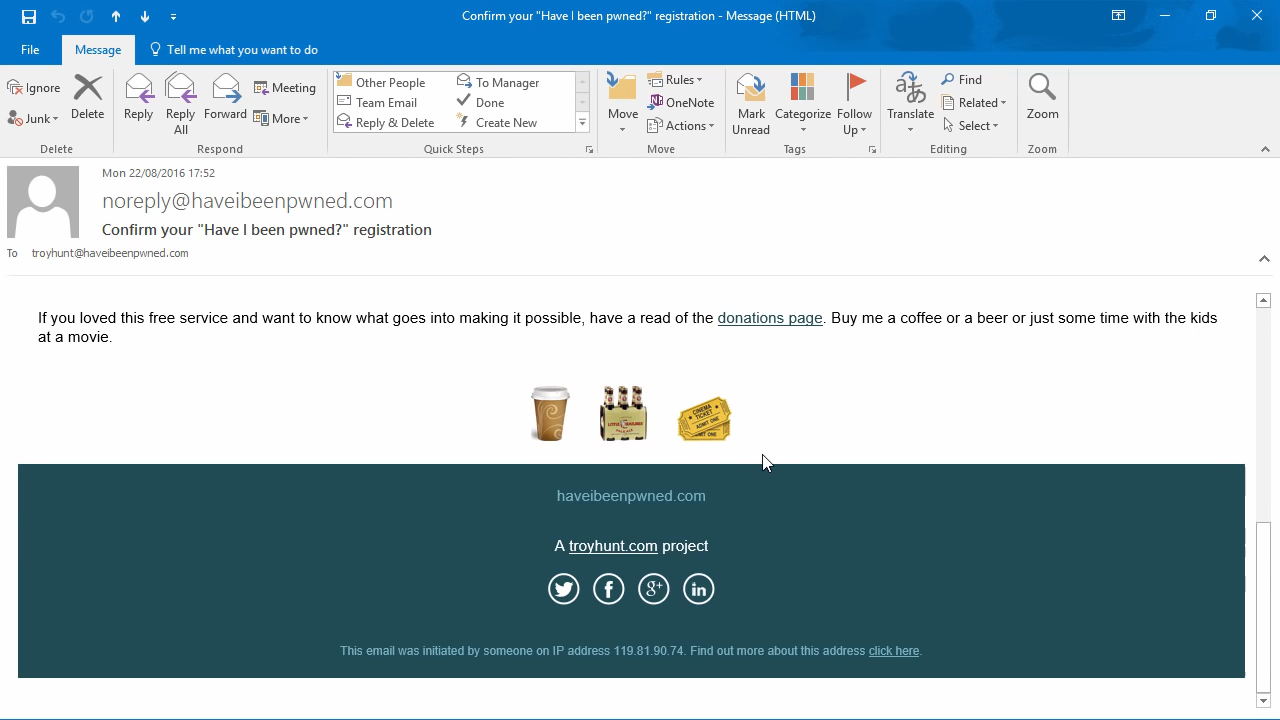 Confirm your "Have I been pwned?" registration - Message (HTML)
File Message Tell me what you want to do
Ignore
Junk
Delete
Delete
Reply
Reply All
Forward
Meeting
More
Respond
Other People
Team Email
Reply & Delete
To Manager
Done
Create New
Quick Steps
Move
Rules
OneNote
Actions
Move
Mark Unread
Categorize
Follow Up
Tags
Translate
Find
Related
Select
Editing
Zoom
Zoom
Mon 22/08/2016 17:52
noreply@haveibeenpwned.com
Confirm your "Have I been pwned?" registration
To troyhunt@haveibeenpwned.com
If you loved this free service and want to know what goes into making it possible, have a read of the donations page. Buy me a coffee or a beer or just some time with the kids
at a movie.
CINEMA
TICKET
ADMIT ONE
ADMIT ONE
haveibeenpwned.com
A troyhunt.com project
This email was initiated by someone on IP address 119.81.90.74. Find out more about this address click here.